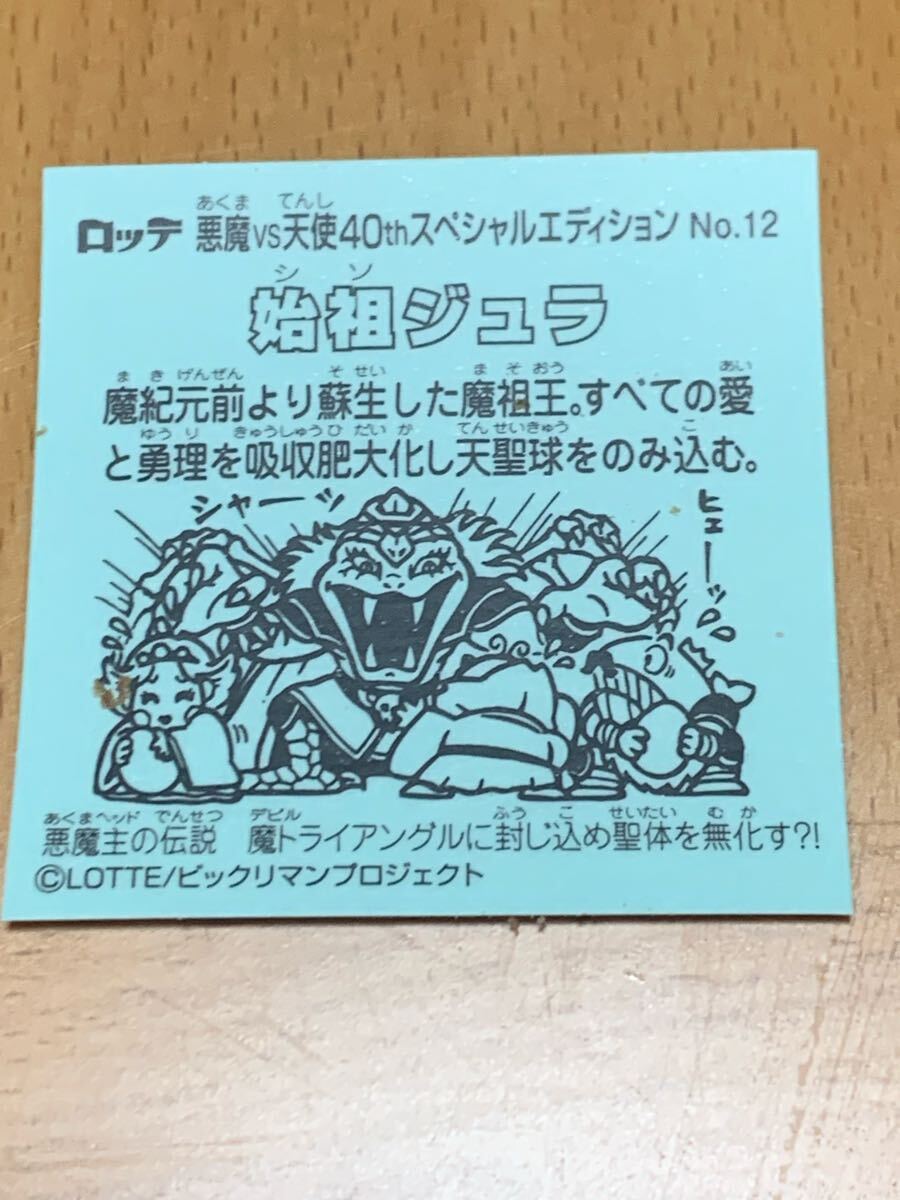 あくま てんし
ロッテ 悪魔VS天使40thスペシャルエディション No.12
シ ソ
始祖ジュラ
ま き げんぜん そ せい ま そ おう あい
魔紀元前より蘇生した魔祖王。すべての愛
ゆう り きゅうしゅう ひ だい か てん せいきゅう こ
と勇理を吸収肥大化し天聖球をのみ込む。
シャーッ
ヒェーッ
あくまヘッド でんせつ デビル ふう こ せいたい む か
悪魔主の伝説 魔トライアングルに封じ込め聖体を無化す?!
©LOTTE/ビックリマンプロジェクト